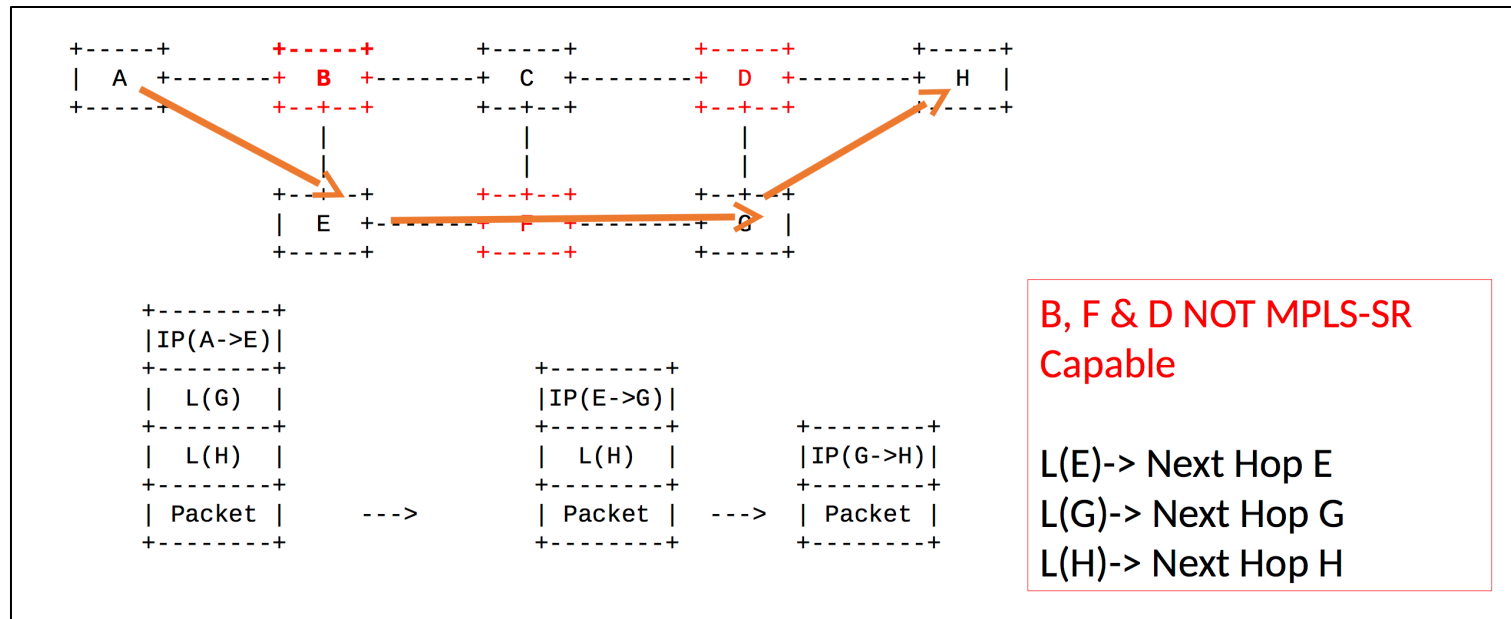 +-----+ +-----+ +-----+ +-----+ +-----+
| A +-------+ B +-------+ C +--------+ D +--------+ H |
+-----+ +--+--+ +--+--+ +--+--+ +-----+
| | |
| | |
+--+--+ +--+--+ +--+--+
| E +-------+ F +--------+ G |
+-----+ +-----+ +-----+
+--------+
|IP(A->E)|
+--------+ +--------+
| L(G) | |IP(E->G)|
+--------+ +--------+ +--------+
| L(H) | | L(H) | |IP(G->H)|
+--------+ +--------+ +--------+
| Packet | ---> | Packet | ---> | Packet |
+--------+ +--------+ +--------+
B, F & D NOT MPLS-SR
Capable
L(E)-> Next Hop E
L(G)-> Next Hop G
L(H)-> Next Hop H